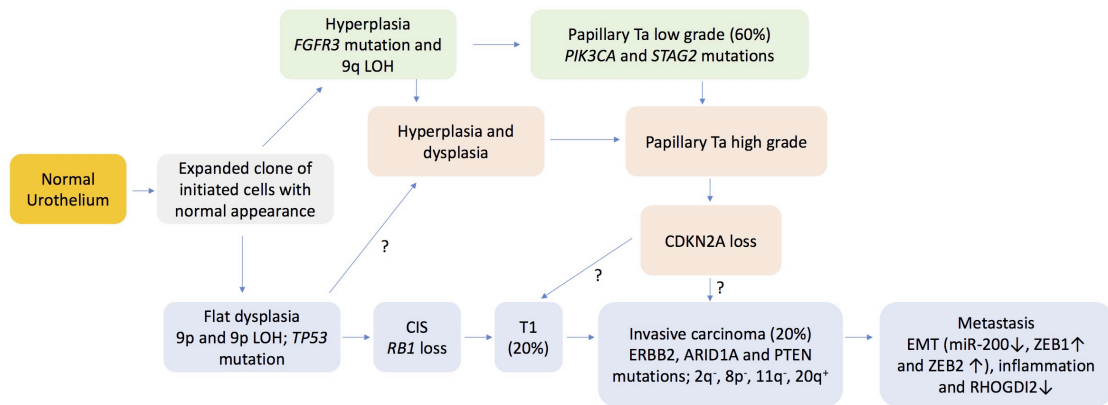 Hyperplasia
FGFR3 mutation and
9q LOH
Papillary Ta low grade (60%)
PIK3CA and STAG2 mutations
Hyperplasia and
dysplasia
Papillary Ta high grade
Normal
Urothelium
Expanded clone of
initiated cells with
normal appearance
CDKN2A loss
?
?
?
Flat dysplasia
9p and 9p LOH; TP53
mutation
CIS
RB1 loss
T1
(20%)
Invasive carcinoma (20%)
ERBB2, ARID1A and PTEN
mutations; 2q⁻, 8p⁻, 11q⁻, 20q⁺
Metastasis
EMT (miR-200↓, ZEB1↑
and ZEB2 ↑), inflammation
and RHOGDI2↓